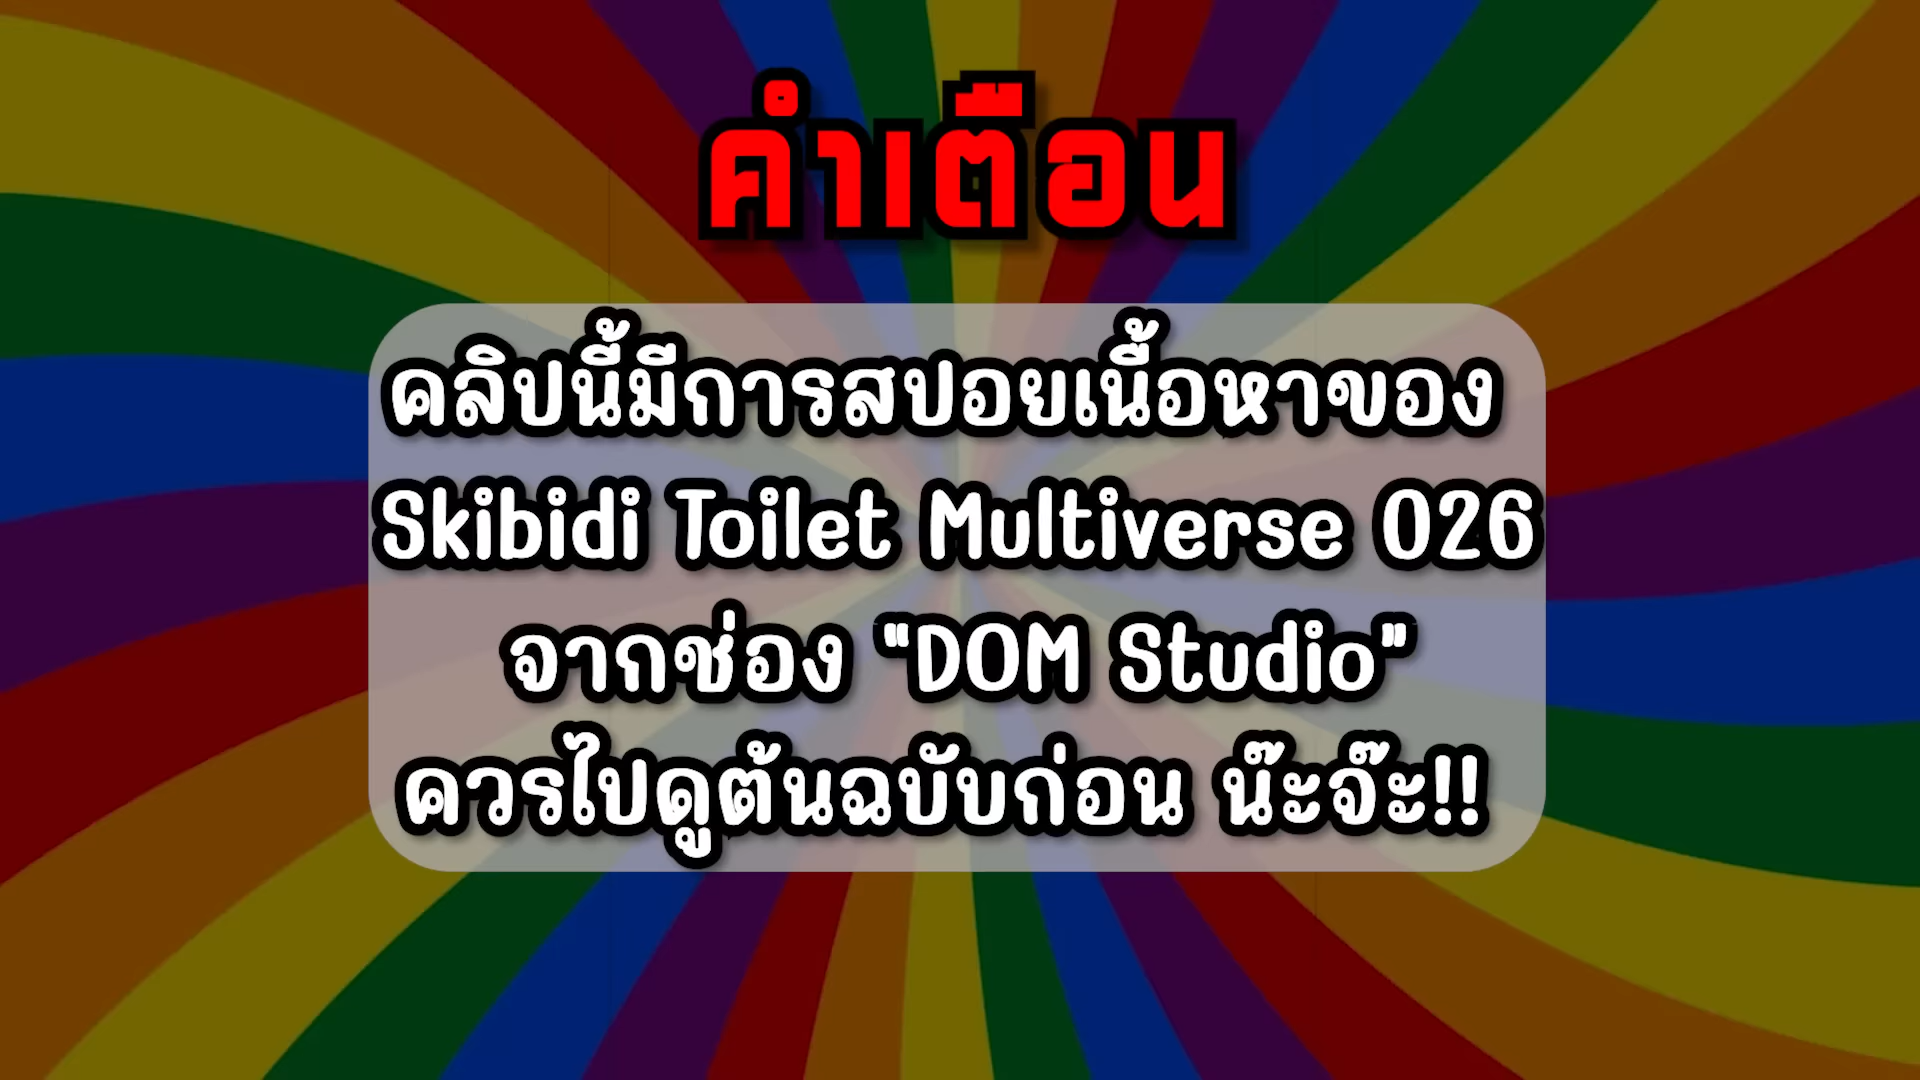 คำเตือน
คลิปนี้มีการสปอยเนื้อหาของ
Skibidi Toilet Multiverse 026
จากช่อง "DOM Studio"
ควรไปดูต้นฉบับก่อน น๊ะจ๊ะ!!